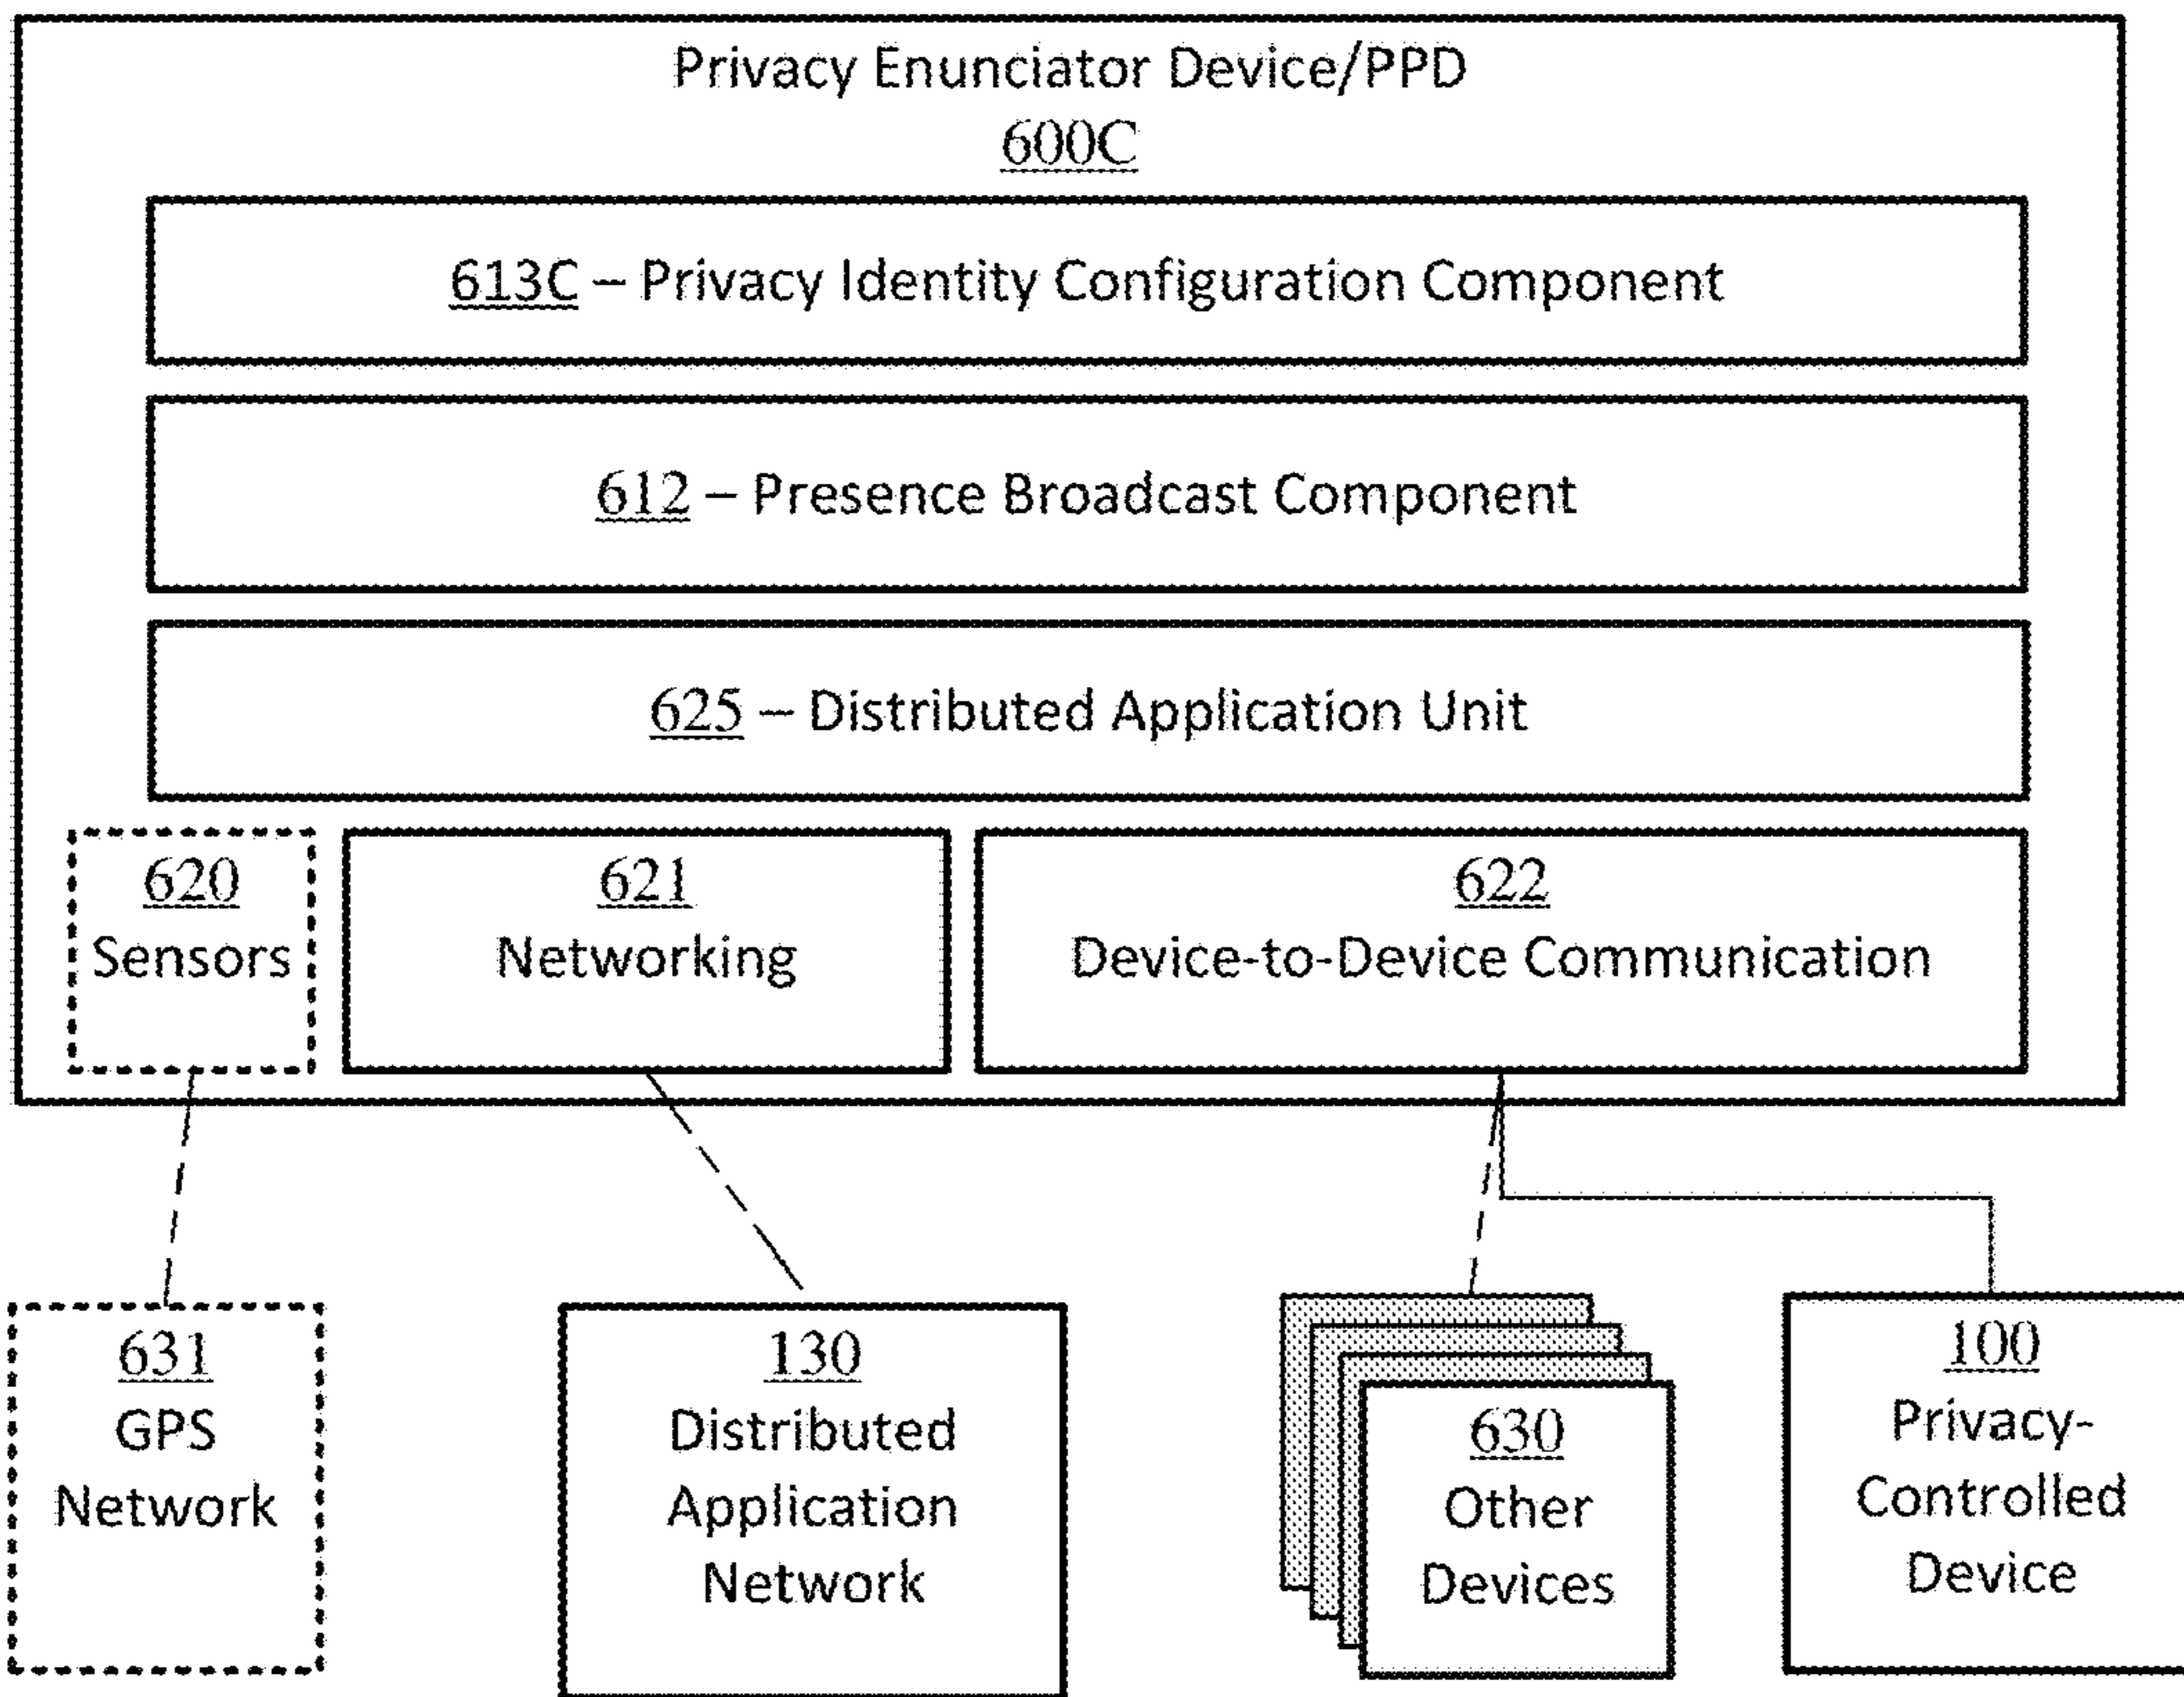 Privacy Enunciator Device/PPD
600C
613C – Privacy Identity Configuration Component
612 – Presence Broadcast Component
625 – Distributed Application Unit
620
Sensors
621
Networking
622
Device-to-Device Communication
631
GPS
Network
130
Distributed
Application
Network
630
Other
Devices
100
Privacy-
Controlled
Device